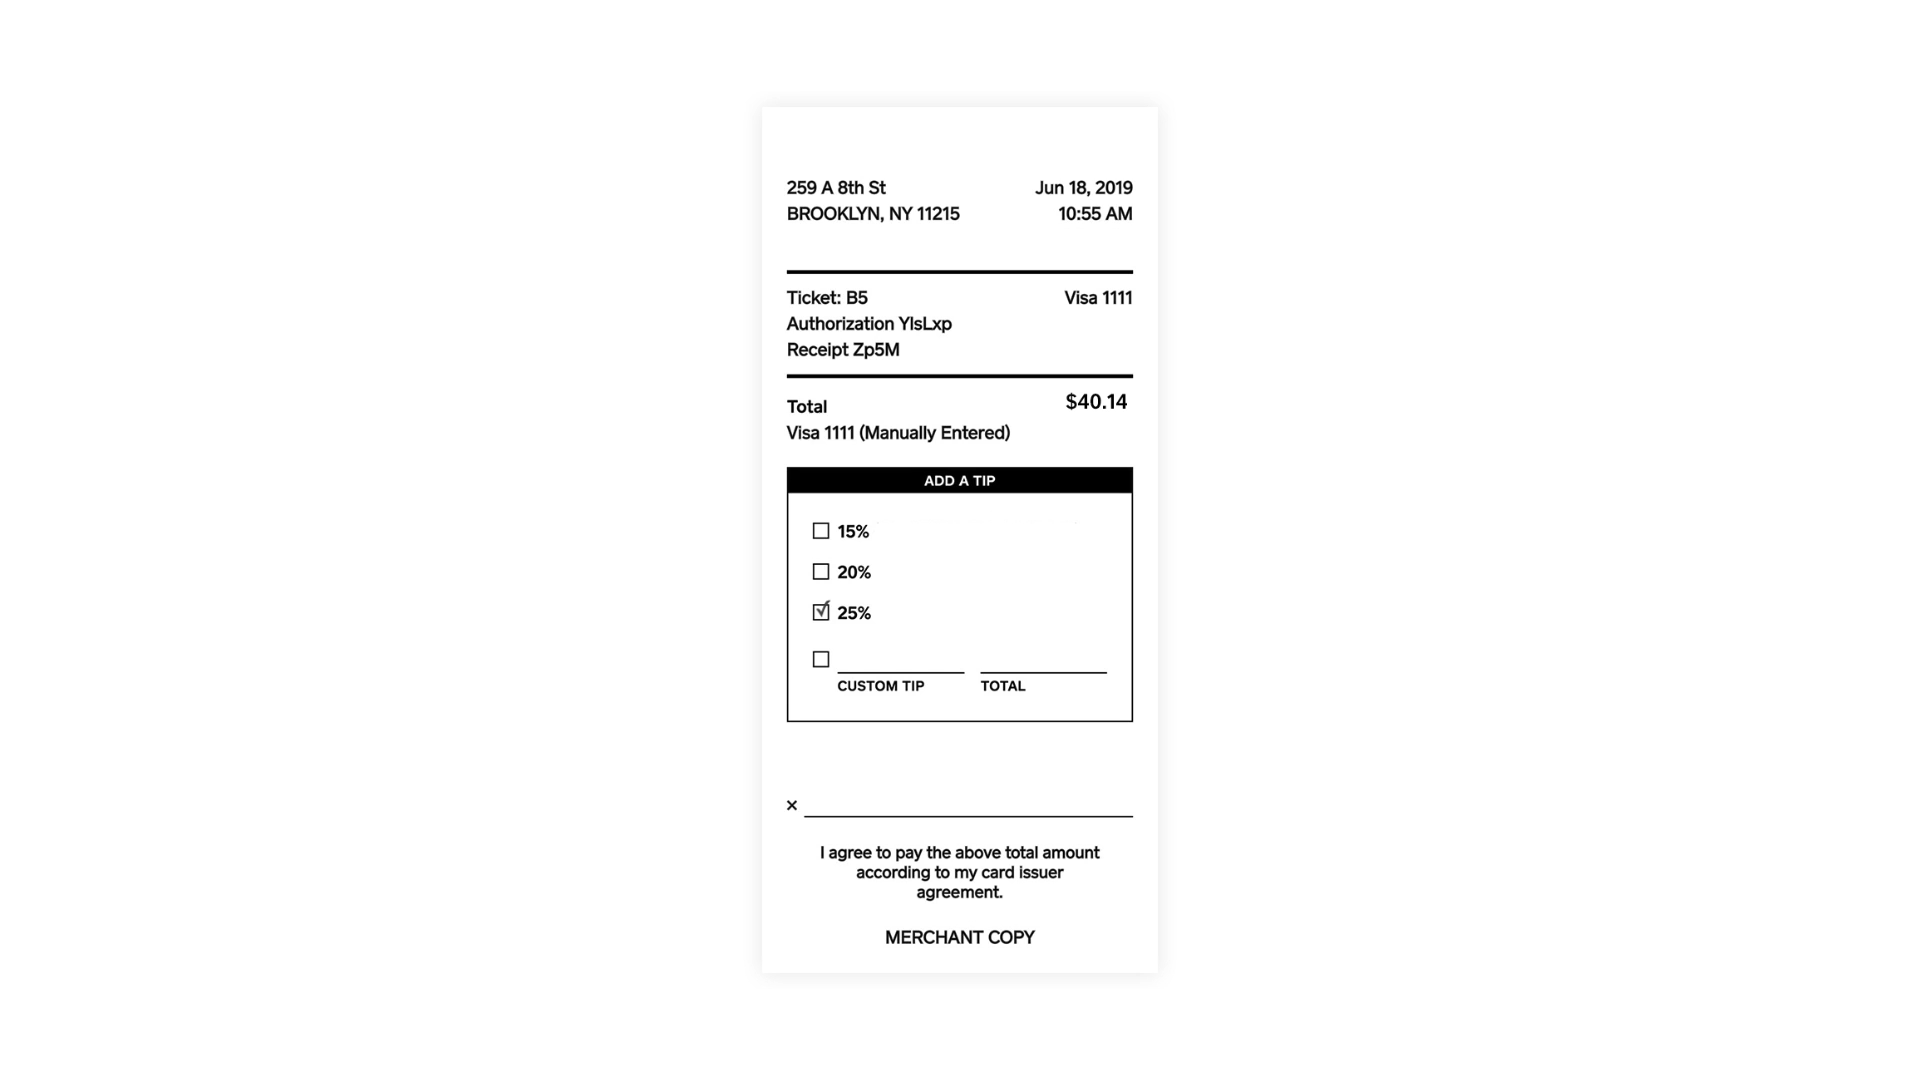 259 A 8th St Jun 18, 2019
BROOKLYN, NY 11215 10:55 AM
Ticket: B5 Visa 1111
Authorization YlsLxp
Receipt Zp5M
Total $40.14
Visa 1111 (Manually Entered)
ADD A TIP
15%
20%
25%
CUSTOM TIP TOTAL
×
I agree to pay the above total amount
according to my card issuer
agreement.
MERCHANT COPY